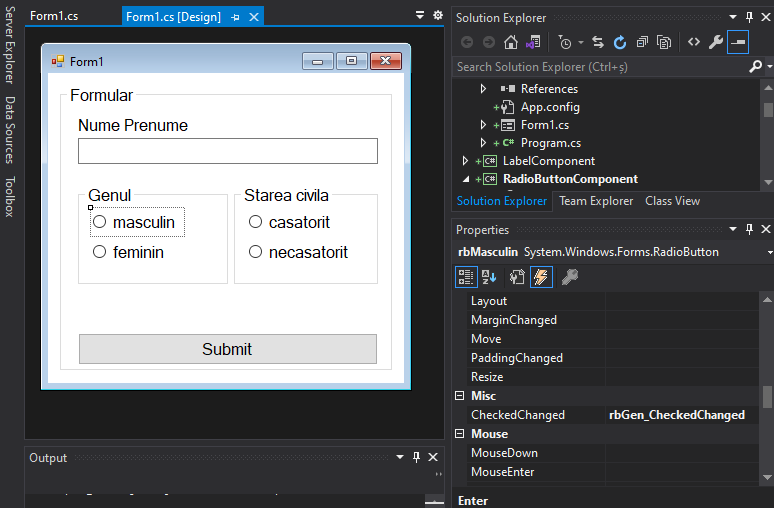 Server Explorer
Data Sources
Toolbox
Form1.cs
Form1.cs [Design]
Form1
Formular
Nume Prenume
Genul
masculin
feminin
Starea civila
casatorit
necasatorit
Submit
Output
Solution Explorer
Search Solution Explorer (Ctrl+ș)
References
App.config
Form1.cs
Program.cs
LabelComponent
RadioButtonComponent
Solution Explorer
Team Explorer
Class View
Properties
rbMasculin System.Windows.Forms.RadioButton
Layout
MarginChanged
Move
PaddingChanged
Resize
Misc
CheckedChanged rbGen_CheckedChanged
Mouse
MouseDown
MouseEnter
Enter